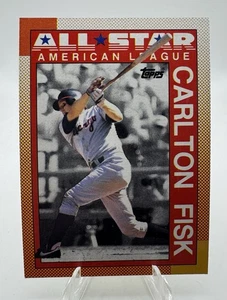 ALL★STAR
AMERICAN LEAGUE
Topps
CARLTON FISK